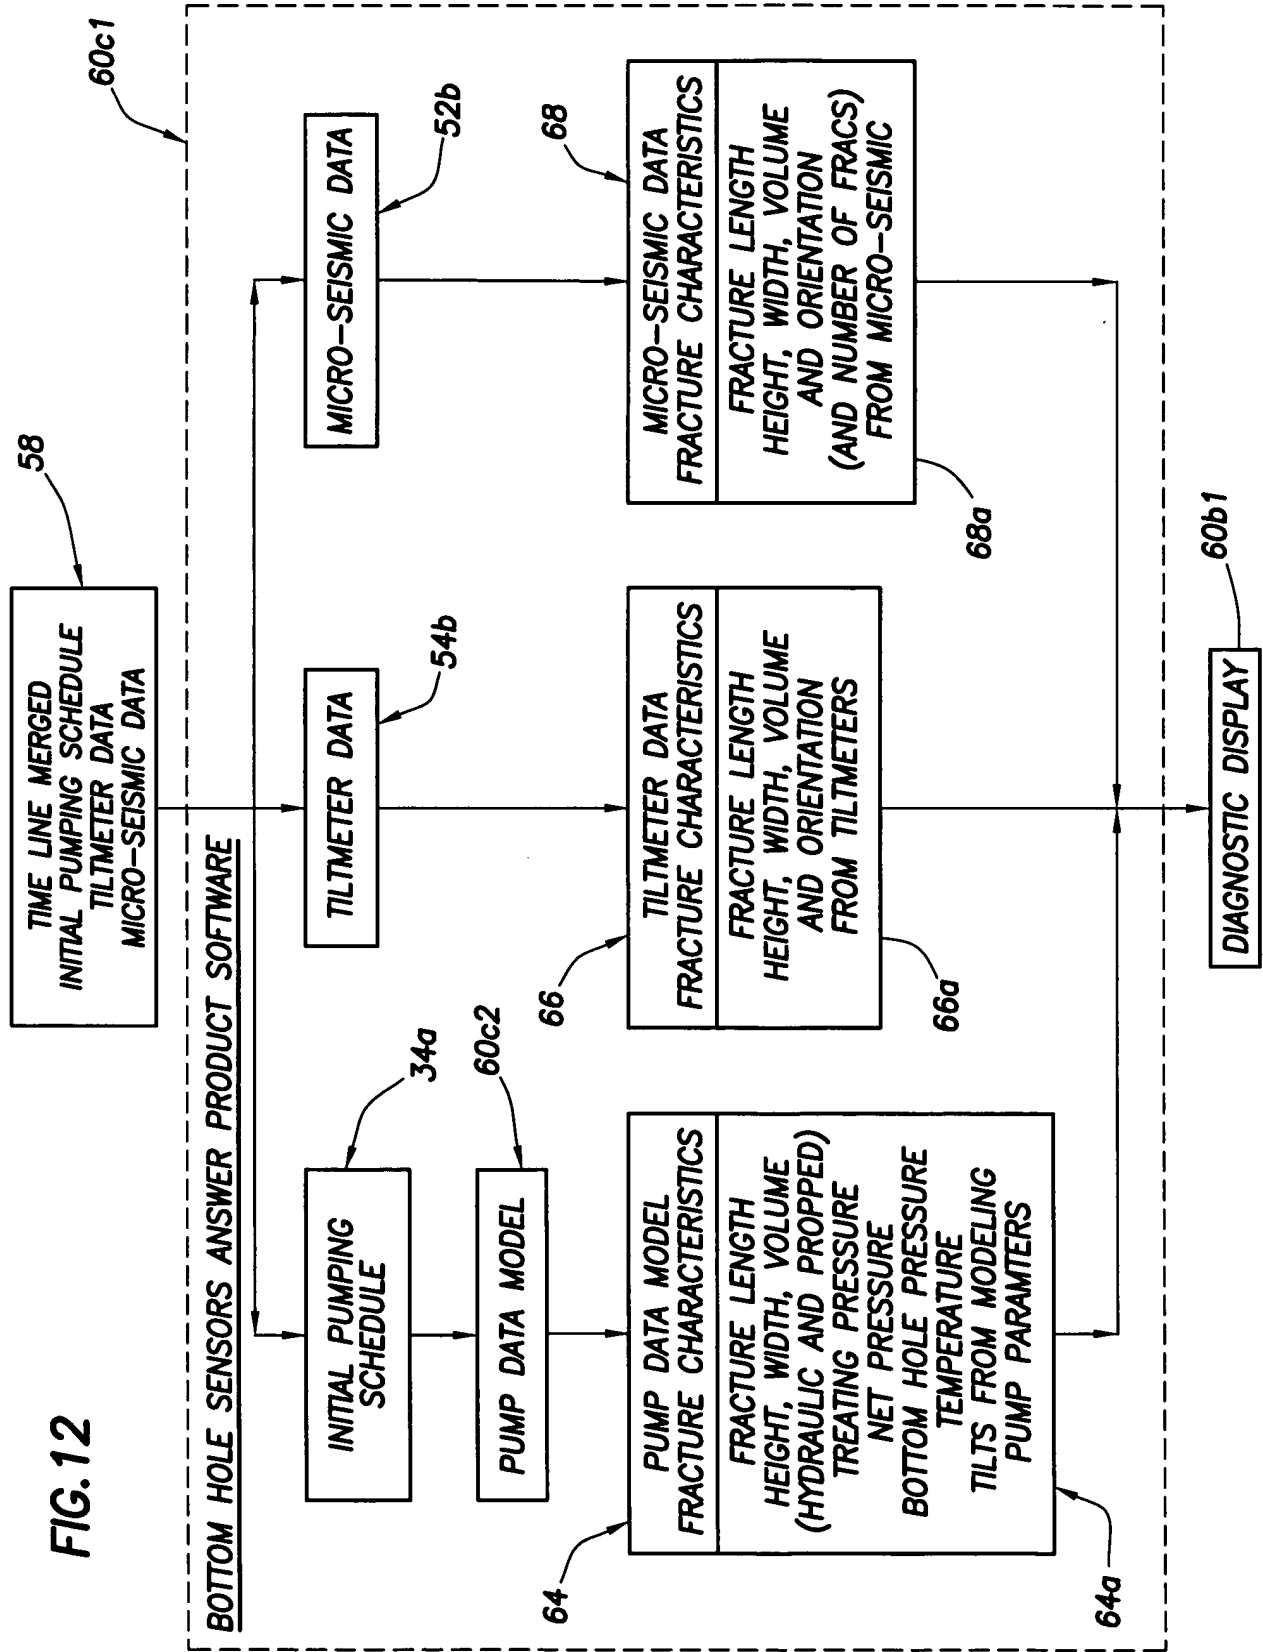 FIG.12
TIME LINE MERGED
INITIAL PUMPING SCHEDULE
TILTMETER DATA
MICRO-SEISMIC DATA
58
60c1
BOTTOM HOLE SENSORS ANSWER PRODUCT SOFTWARE
INITIAL PUMPING
SCHEDULE
34a
TILTMETER DATA
54b
MICRO-SEISMIC DATA
52b
PUMP DATA MODEL
60c2
64
PUMP DATA MODEL
FRACTURE CHARACTERISTICS
FRACTURE LENGTH
HEIGHT, WIDTH, VOLUME
(HYDRAULIC AND PROPPED)
TREATING PRESSURE
NET PRESSURE
BOTTOM HOLE PRESSURE
TEMPERATURE
TILTS FROM MODELING
PUMP PARAMTERS
64a
66
TILTMETER DATA
FRACTURE CHARACTERISTICS
FRACTURE LENGTH
HEIGHT, WIDTH, VOLUME
AND ORIENTATION
FROM TILTMETERS
66a
68
MICRO-SEISMIC DATA
FRACTURE CHARACTERISTICS
FRACTURE LENGTH
HEIGHT, WIDTH, VOLUME
AND ORIENTATION
(AND NUMBER OF FRACS)
FROM MICRO-SEISMIC
68a
DIAGNOSTIC DISPLAY
60b1